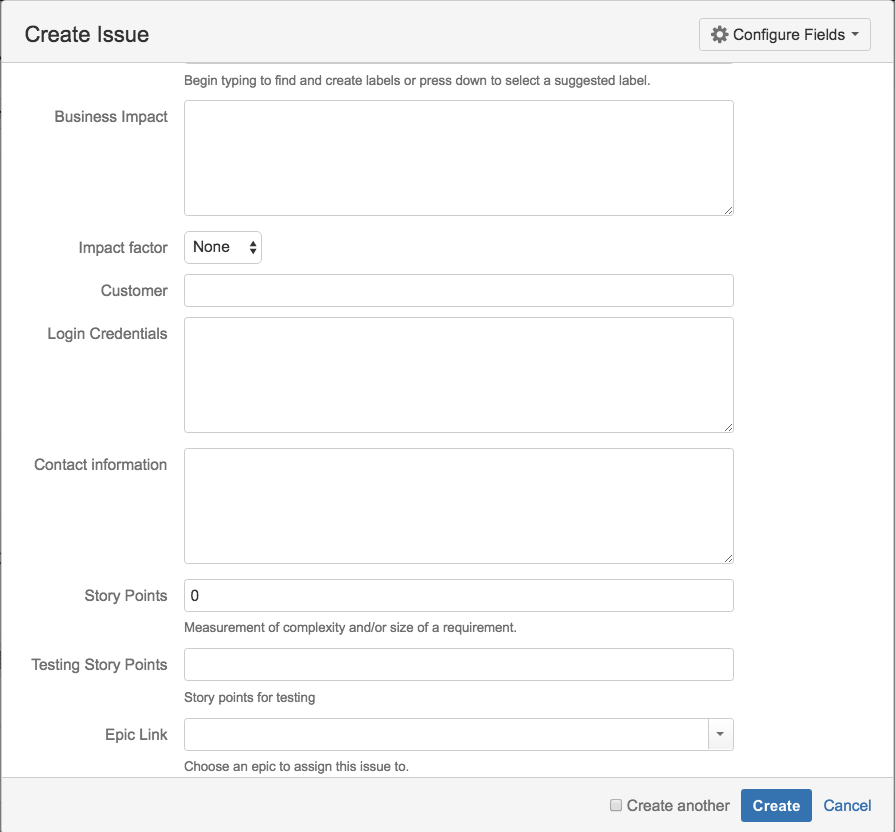 Create Issue
Configure Fields
Begin typing to find and create labels or press down to select a suggested label.
Business Impact
Impact factor
None
Customer
Login Credentials
Contact information
Story Points
0
Measurement of complexity and/or size of a requirement.
Testing Story Points
Story points for testing
Epic Link
Choose an epic to assign this issue to.
Create another
Create
Cancel